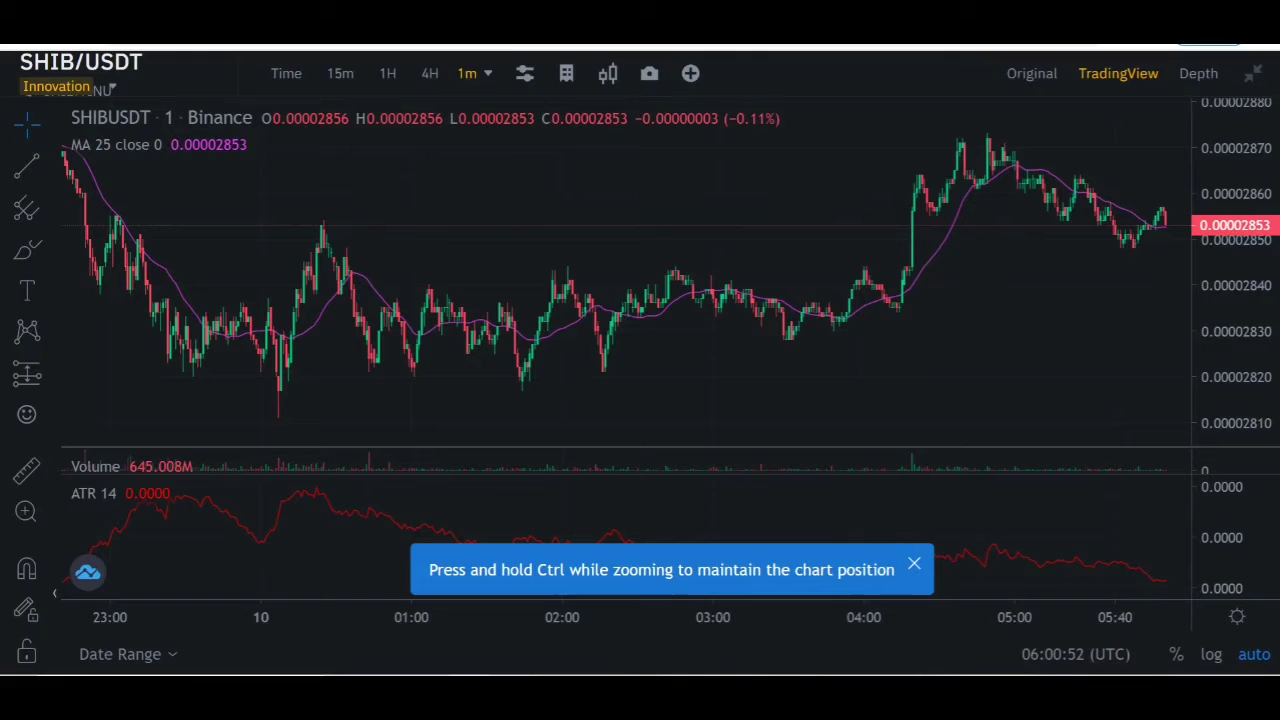 SHIB/USDT
Innovation
Time 15m 1H 4H 1m Original TradingView Depth
SHIBUSDT · 1 · Binance O0.00002856 H0.00002856 L0.00002853 C0.00002853 −0.00000003 (−0.11%)
MA 25 close 0 0.00002853
0.00002880
0.00002870
0.00002860
0.00002853
0.00002850
0.00002840
0.00002830
0.00002820
0.00002810
Volume 645.008M
0
ATR 14 0.0000
0.0000
0.0000
0.0000
Press and hold Ctrl while zooming to maintain the chart position
23:00 10 01:00 02:00 03:00 04:00 05:00 05:40
Date Range 06:00:52 (UTC) % log auto